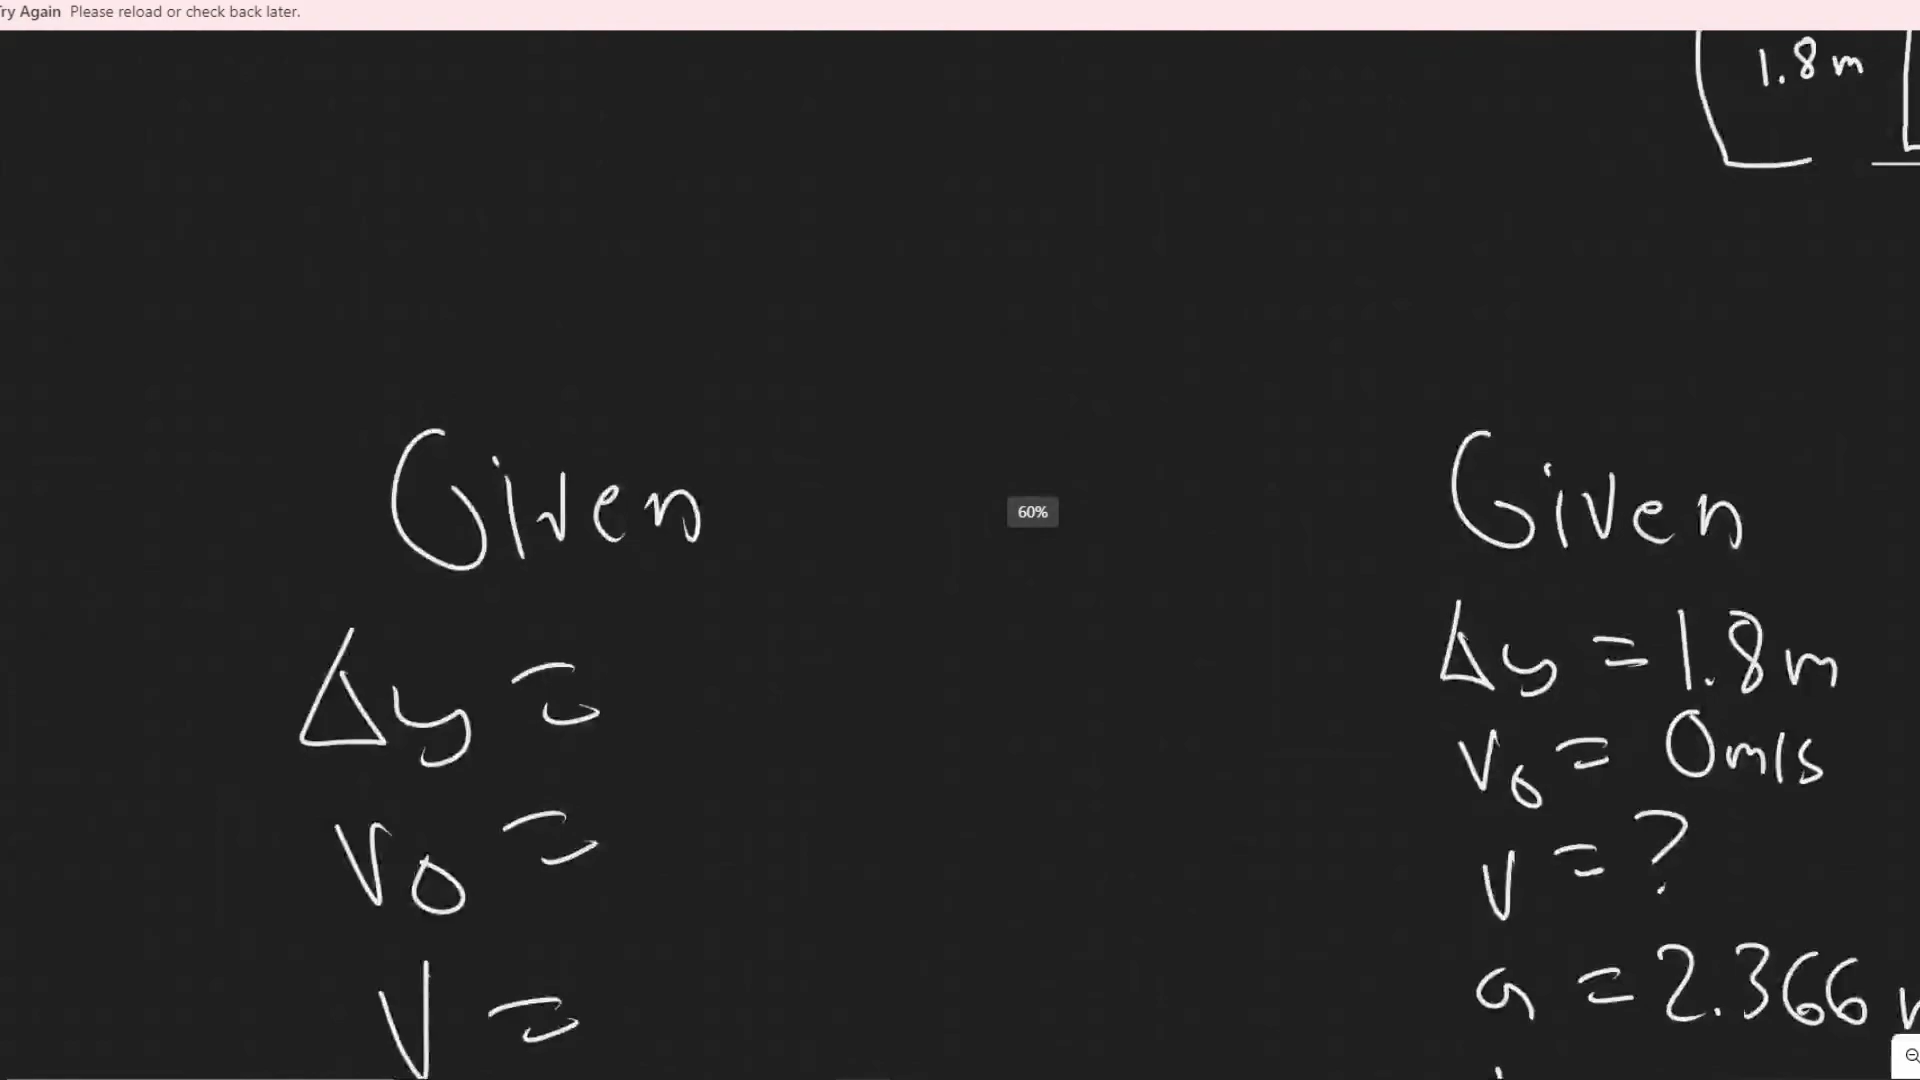 Try Again Please reload or check back later.
1.8 m
Given
Δy =
v0 =
v =
60%
Given
Δy = 1.8m
v0 = 0m/s
v = ?
a = 2.366